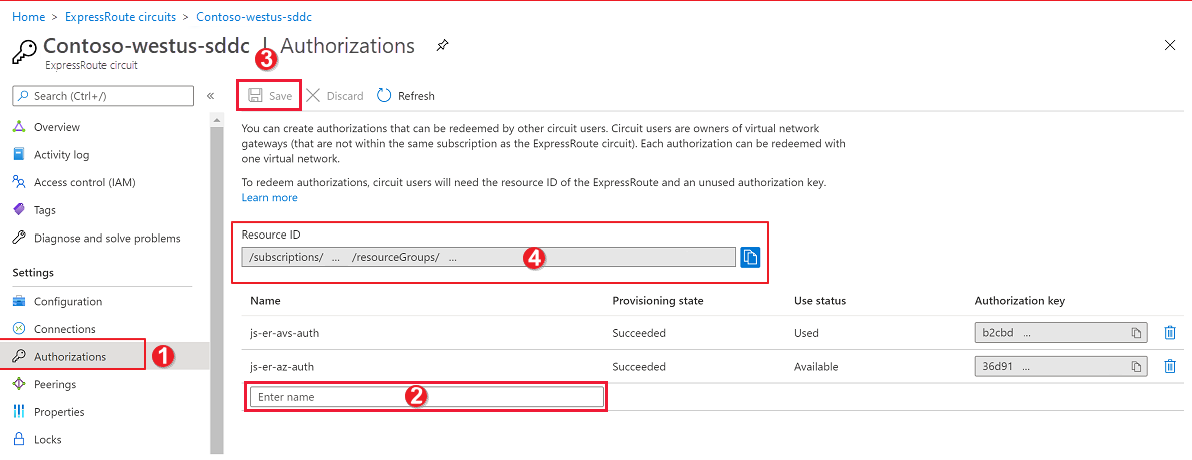 Home > ExpressRoute circuits > Contoso-westus-sddc
Contoso-westus-sddc | Authorizations
ExpressRoute circuit
3
Search (Ctrl+/)
«
Save Discard Refresh
Overview
Activity log
Access control (IAM)
Tags
Diagnose and solve problems
Settings
Configuration
Connections
Authorizations 1
Peerings
Properties
Locks
You can create authorizations that can be redeemed by other circuit users. Circuit users are owners of virtual network
gateways (that are not within the same subscription as the ExpressRoute circuit). Each authorization can be redeemed with
one virtual network.
To redeem authorizations, circuit users will need the resource ID of the ExpressRoute and an unused authorization key.
Learn more
Resource ID
/subscriptions/ ... /resourceGroups/ ... 4
Name Provisioning state Use status Authorization key
js-er-avs-auth Succeeded Used b2cbd ...
js-er-az-auth Succeeded Available 36d91 ...
Enter name 2